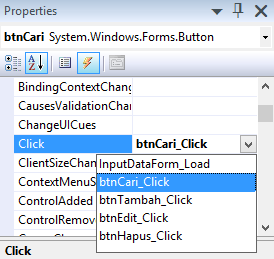 Properties
btnCari System.Windows.Forms.Button
BindingContextChan
CausesValidationChar
ChangeUICues
Click btnCari_Click
ClientSizeChan
ContextMenuS
ControlAdded
ControlRemov
InputDataForm_Load
btnCari_Click
btnTambah_Click
btnEdit_Click
btnHapus_Click
Click